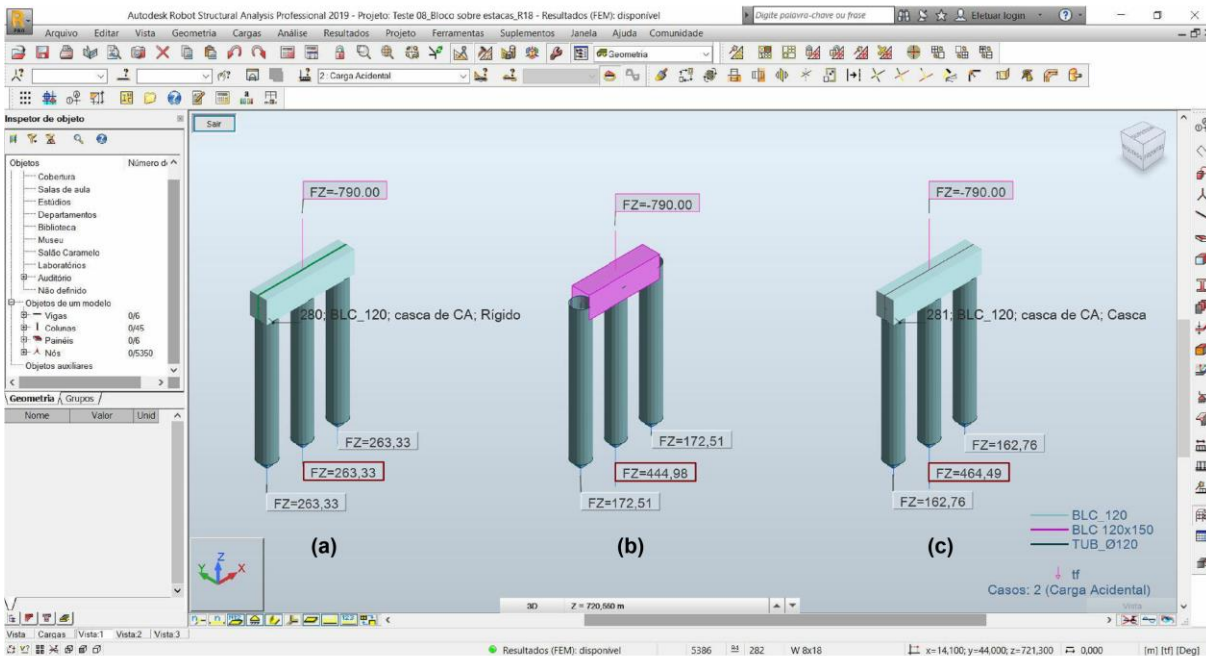 Autodesk Robot Structural Analysis Professional 2019 - Projeto: Teste 08_Bloco sobre estacas_R18 - Resultados (FEM): disponível
Digite palavra-chave ou frase
Efetuar login
PRO
Arquivo Editar Vista Geometria Cargas Análise Resultados Projeto Ferramentas Suplementos Janela Ajuda Comunidade
Geometria
2 : Carga Acidental
Inspetor de objeto
Sair
Objetos Número d
Cobertura
Salas de aula
Estúdios
Departamentos
Biblioteca
Museu
Salão Caramelo
Laboratórios
Auditório
Não definido
Objetos de um modelo
Vigas 0/6
Colunas 0/45
Painéis 0/6
Nós 0/5350
Objetos auxiliares
Geometria Grupos
Nome Valor Unid
FZ=-790.00
FZ=-790.00
FZ=-790.00
280; BLC_120; casca de CA; Rígido
281; BLC_120; casca de CA; Casca
FZ=263,33
FZ=263,33
FZ=263,33
FZ=172,51
FZ=444,98
FZ=172,51
FZ=162,76
FZ=464,49
FZ=162,76
BLC_120
BLC 120x150
TUB_Ø120
(a) (b) (c)
tf
Casos: 2 (Carga Acidental)
Z
Y
X
3D Z = 720,560 m
Vista
Vista Cargas Vista:1 Vista:2 Vista:3
Resultados (FEM): disponível 5386 282 W 8x18 x=14,100; y=44,000; z=721,300 0,000 [m] [tf] [Deg]